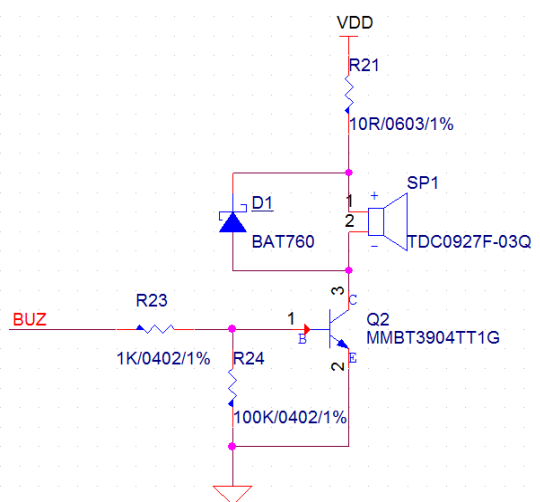 VDD
R21
10R/0603/1%
SP1
1
+
2
D1
BAT760
-
TDC0927F-03Q
R23
BUZ
3
C
1
B
Q2
MMBT3904TT1G
1K/0402/1%
R24
2
E
100K/0402/1%